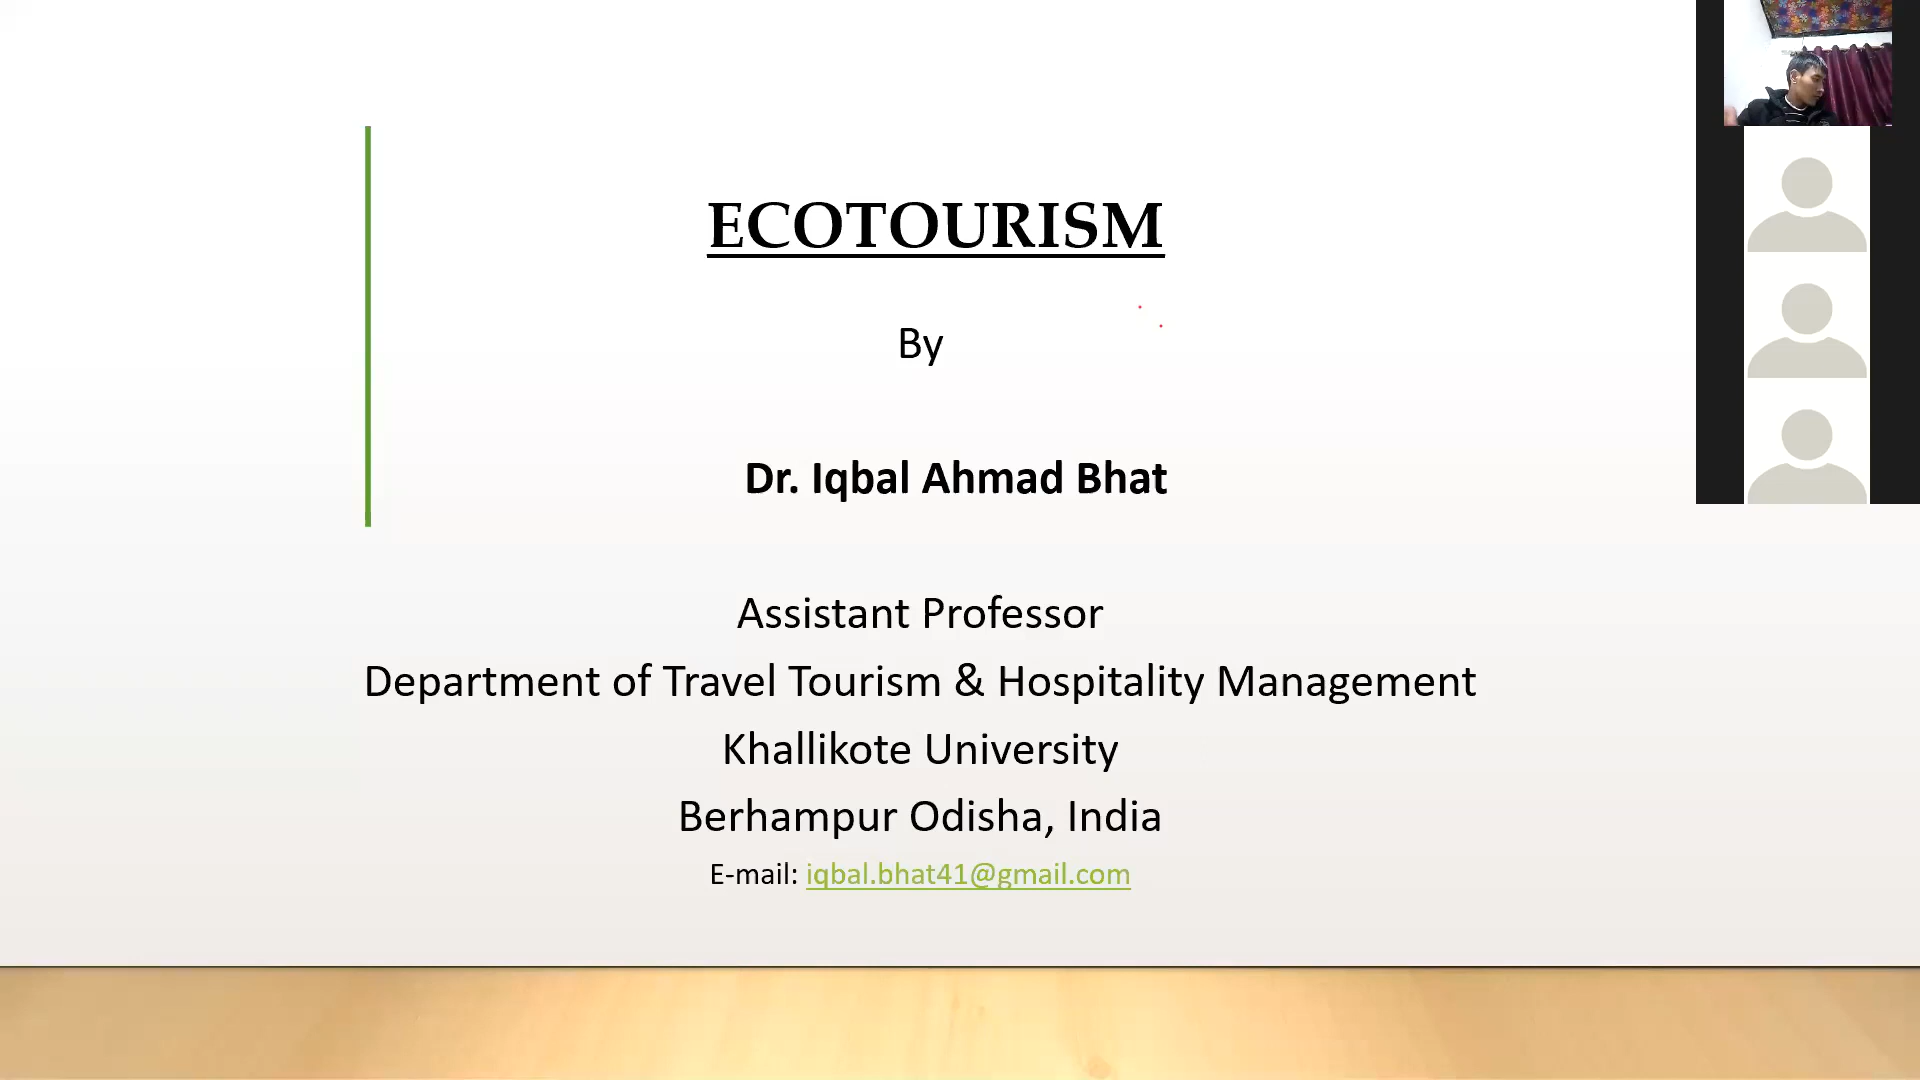 ECOTOURISM
By
Dr. Iqbal Ahmad Bhat
Assistant Professor
Department of Travel Tourism & Hospitality Management
Khallikote University
Berhampur Odisha, India
E-mail: iqbal.bhat41@gmail.com